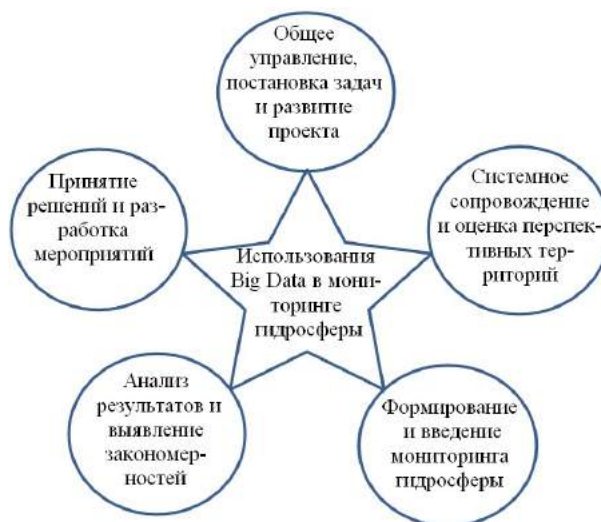 Общее
управление,
постановка задач
и развитие
проекта
Принятие
решений и раз-
работка
мероприятий
Системное
сопровождение
и оценка перспек-
тивных тер-
риторий
Использования
Big Data в мони-
торинге
гидросферы
Анализ
результатов и
выявление
закономер-
ностей
Формирование
и введение
мониторинга
гидросферы